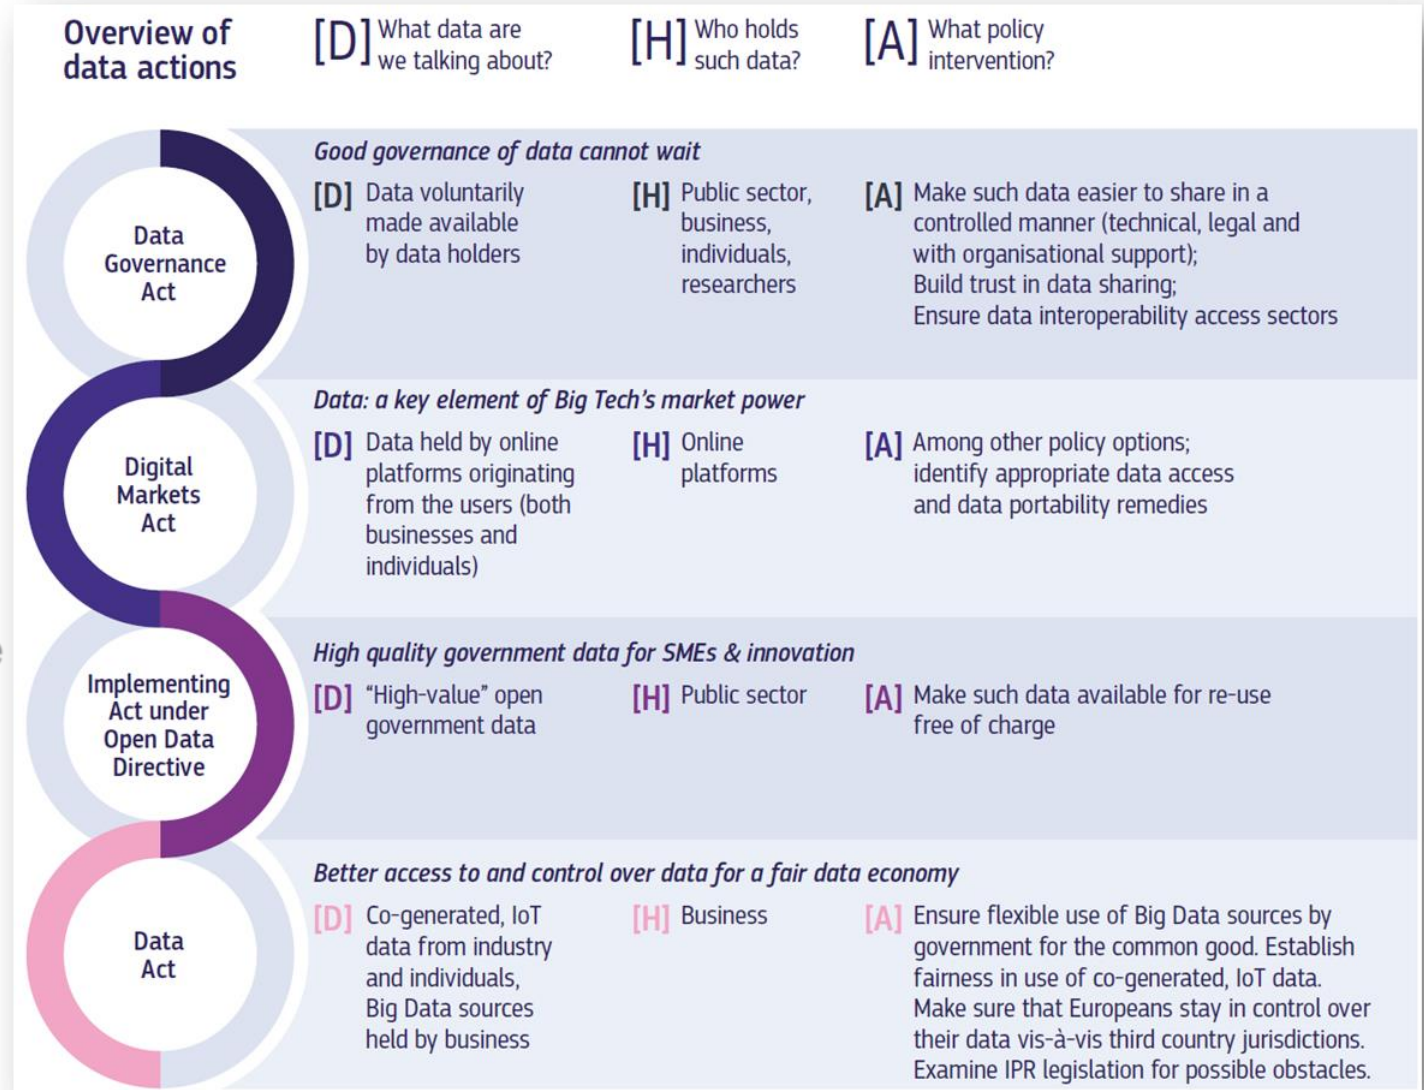 Overview of
data actions
[D] What data are
we talking about?
[H] Who holds
such data?
[A] What policy
intervention?
Data
Governance
Act
Good governance of data cannot wait
[D] Data voluntarily
made available
by data holders
[H] Public sector,
business,
individuals,
researchers
[A] Make such data easier to share in a
controlled manner (technical, legal and
with organisational support);
Build trust in data sharing;
Ensure data interoperability access sectors
Digital
Markets
Act
Data: a key element of Big Tech’s market power
[D] Data held by online
platforms originating
from the users (both
businesses and
individuals)
[H] Online
platforms
[A] Among other policy options;
identify appropriate data access
and data portability remedies
Implementing
Act under
Open Data
Directive
High quality government data for SMEs & innovation
[D] “High-value” open
government data
[H] Public sector
[A] Make such data available for re-use
free of charge
Data
Act
Better access to and control over data for a fair data economy
[D] Co-generated, IoT
data from industry
and individuals,
Big Data sources
held by business
[H] Business
[A] Ensure flexible use of Big Data sources by
government for the common good. Establish
fairness in use of co-generated, IoT data.
Make sure that Europeans stay in control over
their data vis-à-vis third country jurisdictions.
Examine IPR legislation for possible obstacles.